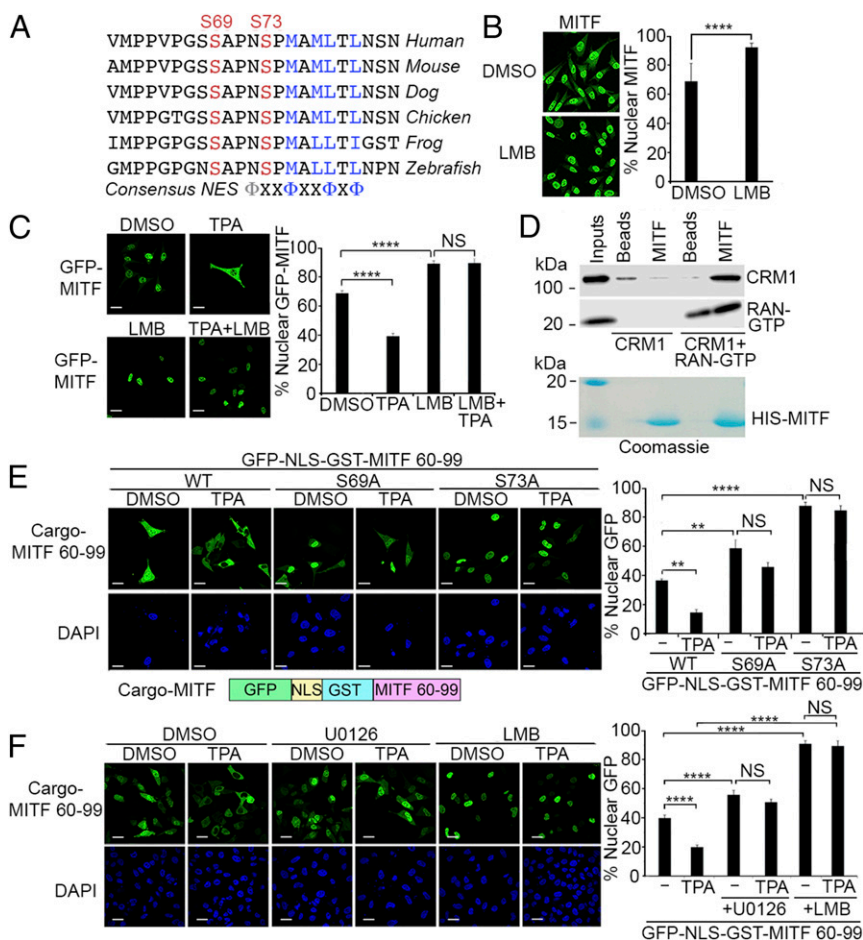 A
S69 S73
VMPPVPGSSAPNSPMAMLTLNSN Human
AMPPVPGSSAPNSPMAMLTLNSN Mouse
VMPPVPGSSAPNSPMAMLTLNSN Dog
VMPPGTGSSAPNSPMAMLTLNSN Chicken
IMPPGPGSSAPNSPMALLTIGST Frog
GMPPGPGNSAPNSPMAMLTLNPN Zebrafish
Consensus NES ΦXXΦXXΦXΦ
B
MITF
DMSO
LMB
% Nuclear MITF
100
80
60
40
20
0
****
DMSO LMB
C
DMSO TPA
GFP-
MITF
LMB TPA+LMB
GFP-
MITF
% Nuclear GFP-MITF
100
80
60
40
20
0
**** NS
****
DMSO TPA LMB LMB+
TPA
D
Inputs Beads MITF Beads MITF
kDa
100
CRM1
20
RAN-
GTP
CRM1 CRM1+
RAN-GTP
kDa
20
15
HIS-MITF
Coomassie
E
GFP-NLS-GST-MITF 60-99
WT S69A S73A
DMSO TPA DMSO TPA DMSO TPA
Cargo-
MITF 60-99
DAPI
Cargo-MITF GFP NLS GST MITF 60-99
% Nuclear GFP
100
80
60
40
20
0
**** NS
** NS
**
– TPA – TPA – TPA
WT S69A S73A
GFP-NLS-GST-MITF 60-99
F
DMSO U0126 LMB
DMSO TPA DMSO TPA DMSO TPA
Cargo-
MITF 60-99
DAPI
% Nuclear GFP
100
80
60
40
20
0
NS
****
****
**** NS
****
– TPA – TPA – TPA
+U0126 +LMB
GFP-NLS-GST-MITF 60-99